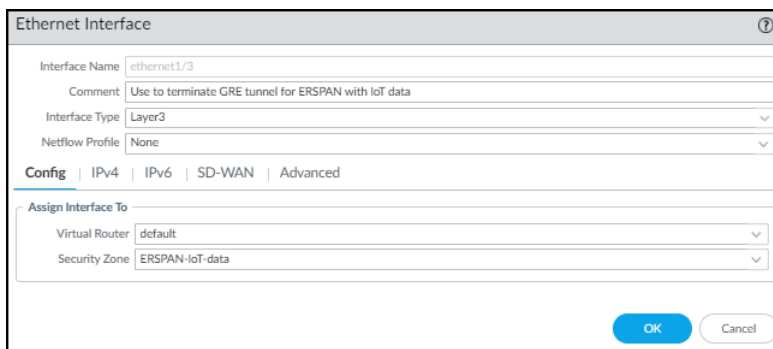 Ethernet Interface ?
Interface Name ethernet1/3
Comment Use to terminate GRE tunnel for ERSPAN with IoT data
Interface Type Layer3
Netflow Profile None
Config | IPv4 | IPv6 | SD-WAN | Advanced
Assign Interface To
Virtual Router default
Security Zone ERSPAN-IoT-data
OK Cancel